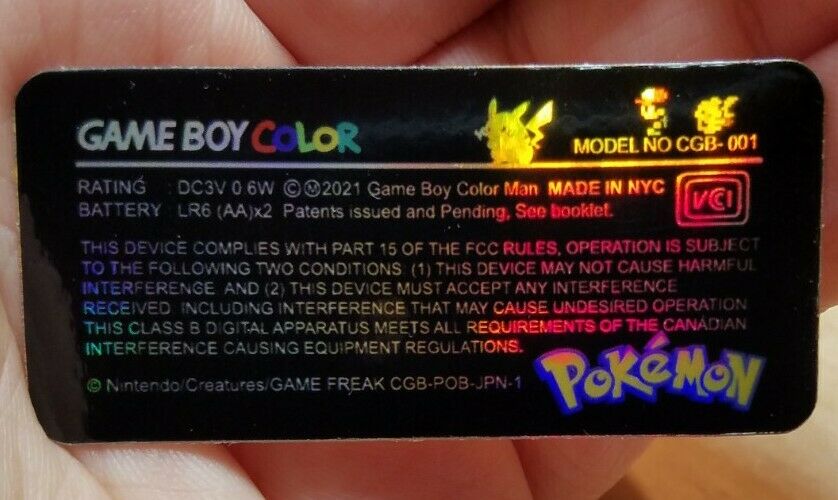 GAME BOY COLOR
MODEL NO CGB-001
RATING : DC3V 0.6W ©Ⓜ2021 Game Boy Color Man MADE IN NYC
BATTERY : LR6 (AA)x2 Patents issued and Pending, See booklet.
VCI
THIS DEVICE COMPLIES WITH PART 15 OF THE FCC RULES, OPERATION IS SUBJECT
TO THE FOLLOWING TWO CONDITIONS (1) THIS DEVICE MAY NOT CAUSE HARMFUL
INTERFERENGE AND (2) THIS DEVICE MUST ACCEPT ANY INTERFERENCE
RECEIVED INCLUDING INTERFERENCE THAT MAY CAUSE UNDESIRED OPERATION
THIS CLASS B DIGITAL APPARATUS MEETS ALL REQUIREMENTS OF THE CANADIAN
INTERFERENCE CAUSING EQUIPMENT REGULATIONS.
© Nintendo/Creatures/GAME FREAK CGB-POB-JPN-1
POKéMON